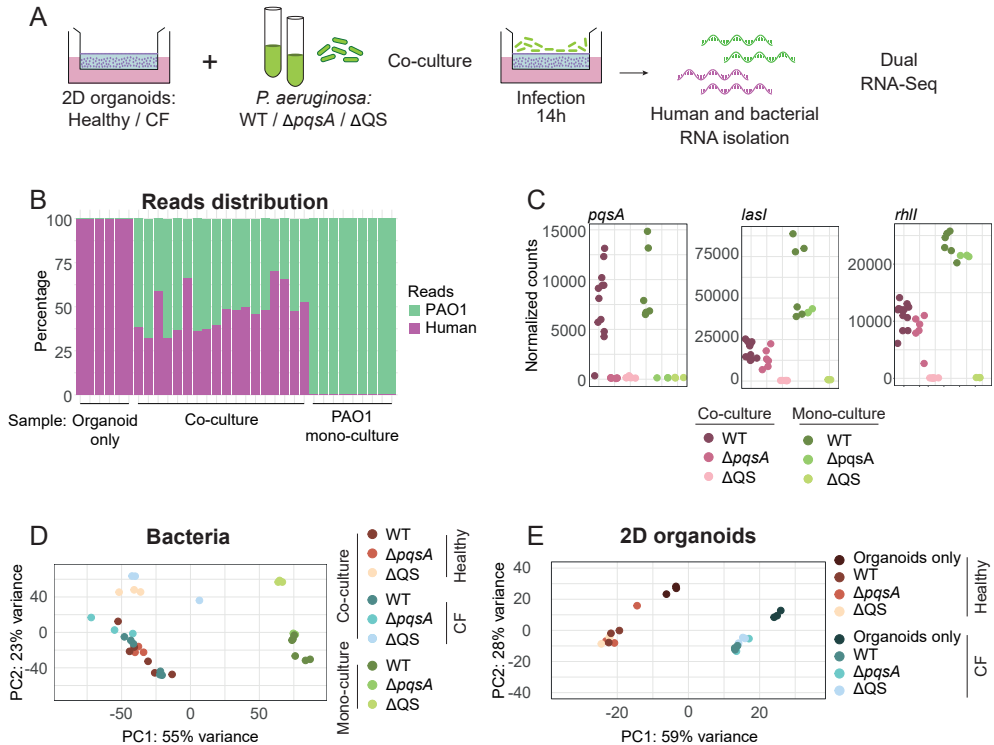 A
+
Co-culture
Dual
RNA-Seq
2D organoids:
Healthy / CF
P. aeruginosa:
WT / ΔpqsA / ΔQS
Infection
14h
Human and bacterial
RNA isolation
B
Reads distribution
Percentage
100
75
50
25
0
Reads
PAO1
Human
Sample:
Organoid
only
Co-culture
PAO1
mono-culture
C
Normalized counts
pqsA
15000
10000
5000
0
lasI
75000
50000
25000
0
rhlI
20000
10000
0
Co-culture
WT
ΔpqsA
ΔQS
Mono-culture
WT
ΔpqsA
ΔQS
D
Bacteria
PC2: 23% variance
40
0
-40
-50
0
50
PC1: 55% variance
Co-culture
Mono-culture
Healthy
CF
WT
ΔpqsA
ΔQS
WT
ΔpqsA
ΔQS
WT
ΔpqsA
ΔQS
E
2D organoids
PC2: 28% variance
40
20
0
-20
-40
-20
0
20
PC1: 59% variance
Organoids only
WT
ΔpqsA
ΔQS
Healthy
Organoids only
WT
ΔpqsA
ΔQS
CF